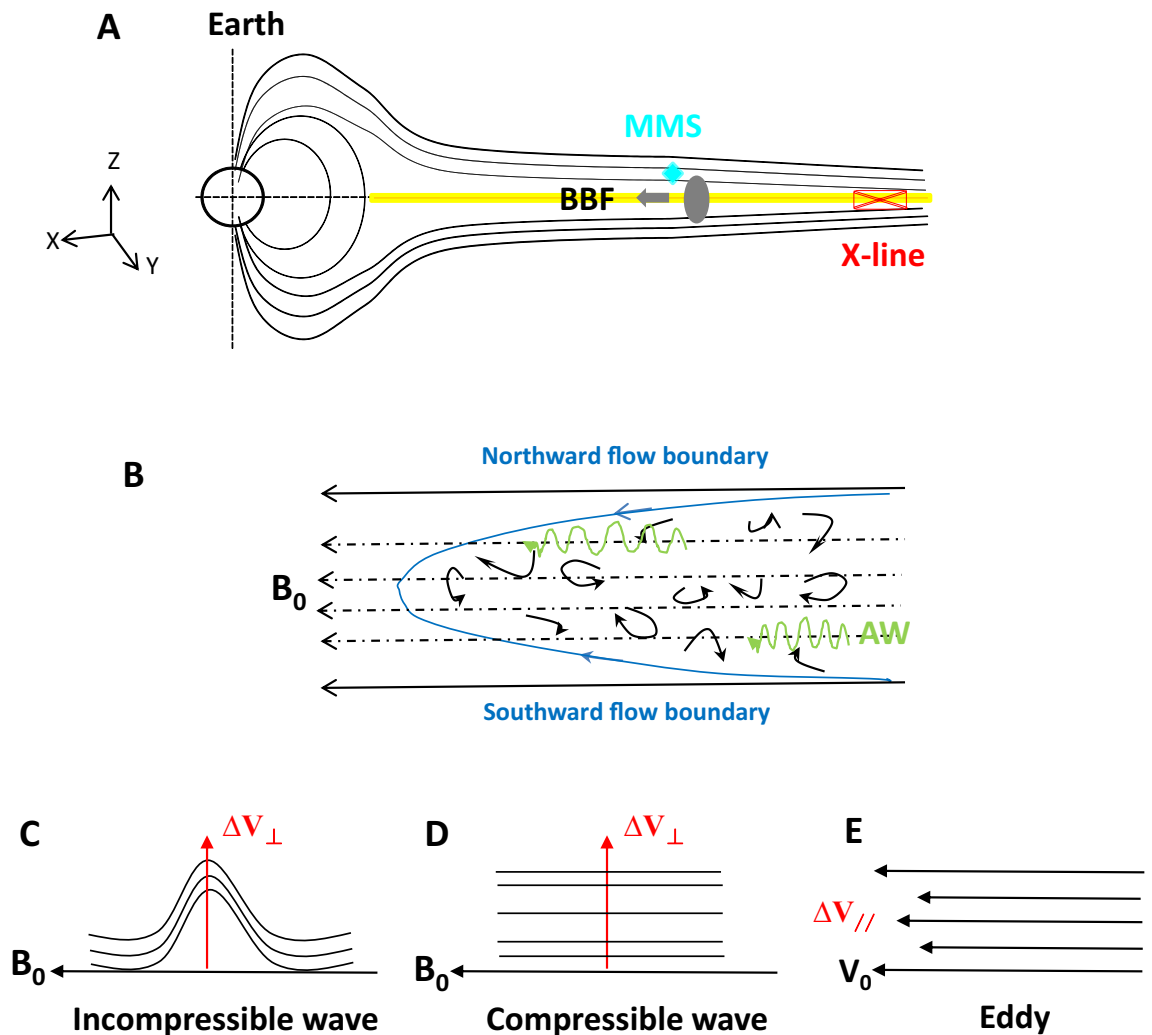 A
Earth
MMS
Z
X
Y
BBF
X-line
B
Northward flow boundary
B₀
AW
Southward flow boundary
C
ΔV⊥
B₀
Incompressible wave
D
ΔV⊥
B₀
Compressible wave
E
ΔV//
V₀
Eddy